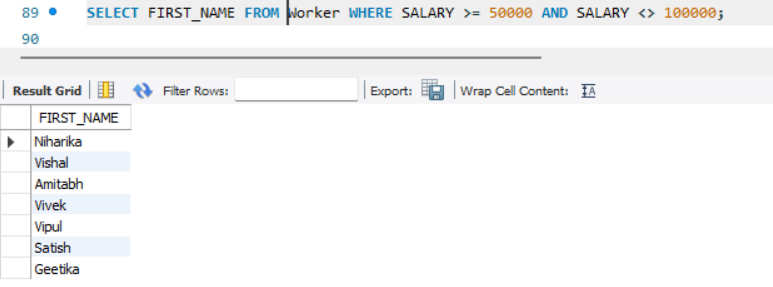 89 SELECT FIRST_NAME FROM Worker WHERE SALARY >= 50000 AND SALARY <> 100000;
90
Result Grid Filter Rows: Export: Wrap Cell Content: IA
FIRST_NAME
Niharika
Vishal
Amitabh
Vivek
Vipul
Satish
Geetika